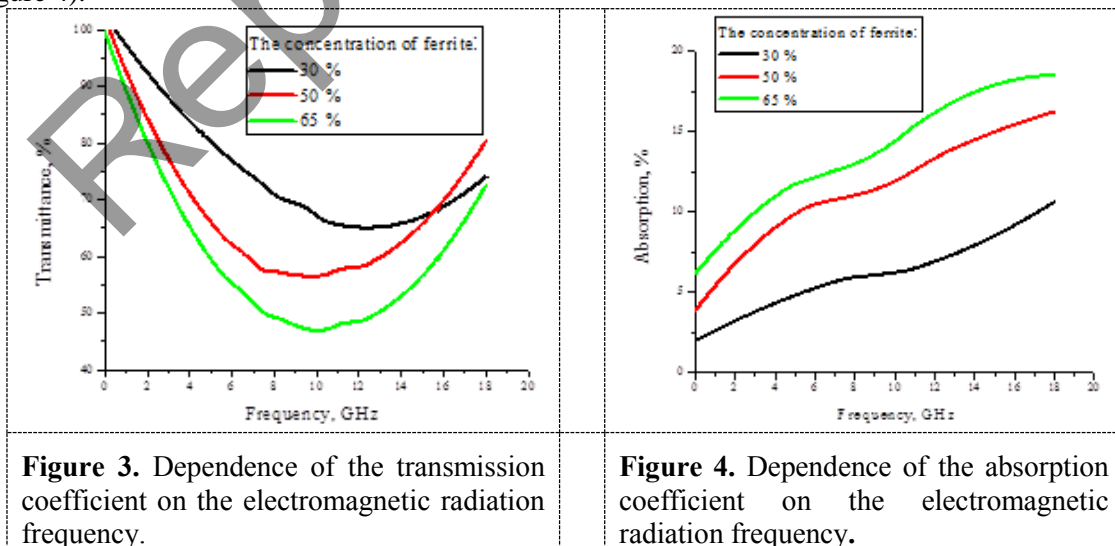 gure 4).
Rep
100
90
80
70
60
50
40
Transmittance, %
The concentration of ferrite:
30 %
50 %
65 %
0 2 4 6 8 10 12 14 16 18 20
Frequency, GHz
20
15
10
5
0
Absorption, %
The concentration of ferrite:
30 %
50 %
65 %
0 2 4 6 8 10 12 14 16 18 20
Frequency, GHz
Figure 3. Dependence of the transmission
coefficient on the electromagnetic radiation
frequency.
Figure 4. Dependence of the absorption
coefficient on the electromagnetic
radiation frequency.